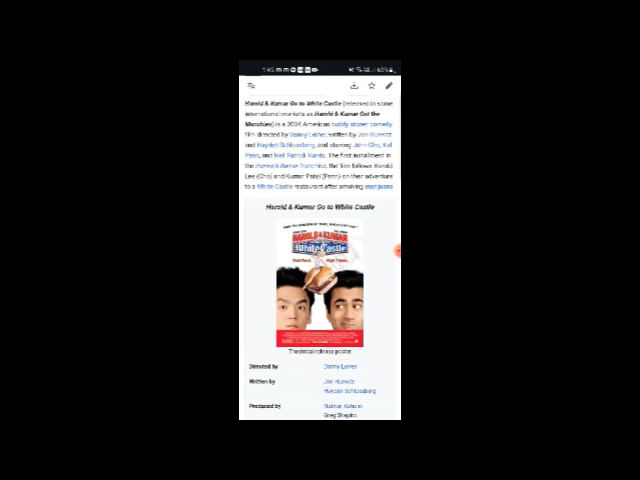 Harold & Kumar Go to White Castle (released in some
international markets as Harold & Kumar Get the
Munchies) is a 2004 American buddy stoner comedy
film directed by Danny Leiner, written by Jon Hurwitz
and Hayden Schlossberg, and starring John Cho, Kal
Penn, and Neil Patrick Harris. The first installment in
the Harold & Kumar franchise, the film follows Harold
Lee (Cho) and Kumar Patel (Penn) on their adventure
to a White Castle restaurant after smoking marijuana
Harold & Kumar Go to White Castle
HAROLD & KUMAR
White Castle
Theatrical release poster
Directed by Danny Leiner
Written by Jon Hurwitz
Hayden Schlossberg
Produced by Nathan Kahane
Greg Shapiro